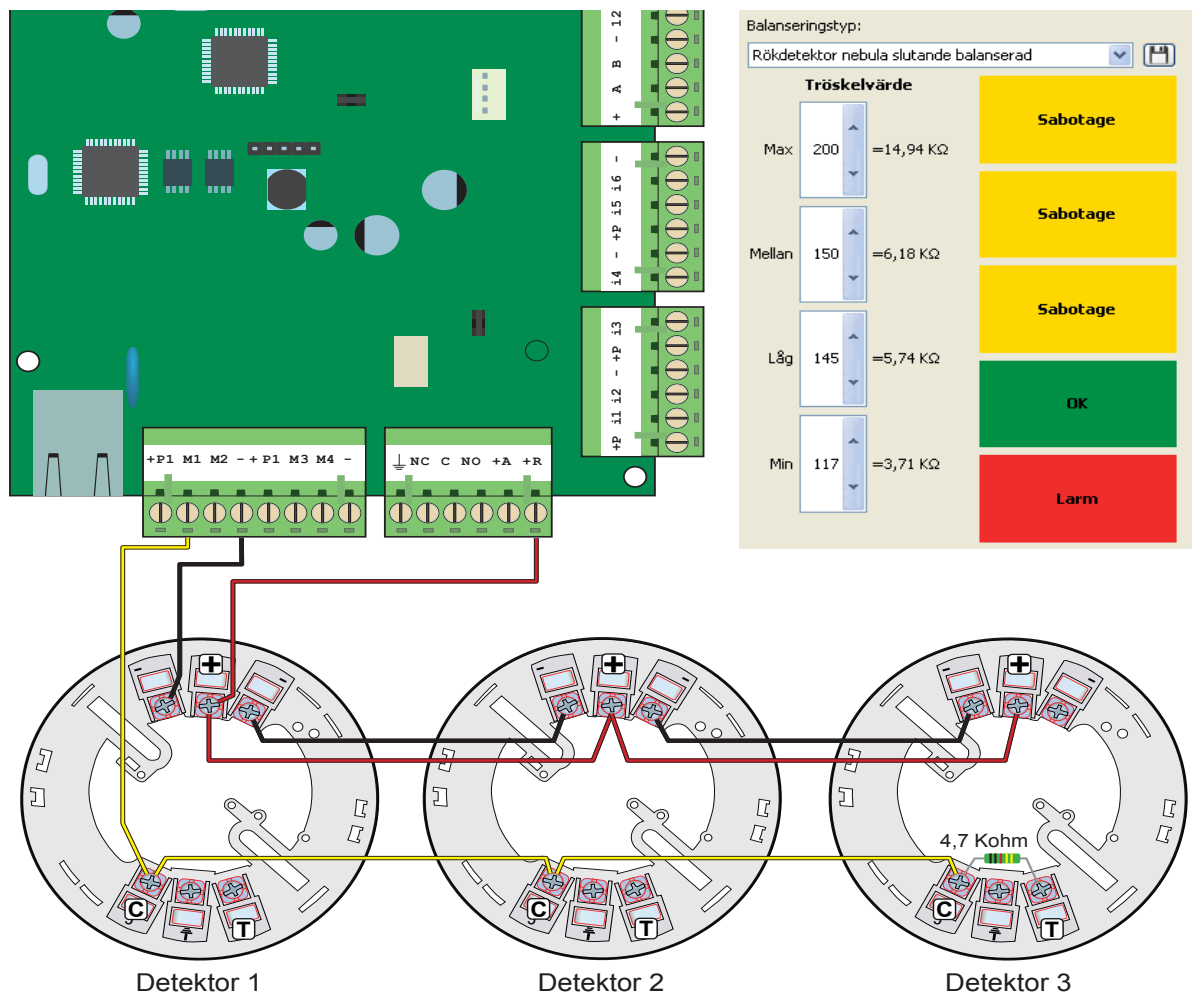 + A B - 12
i4 - +P i5 i6 -
+P i1 i2 - +P i3
+P1 M1 M2 - + P1 M3 M4 -
NC C NO +A +R
Balanseringstyp:
Rökdetektor nebula slutande balanserad
Tröskelvärde
Max 200 =14,94 KΩ
Mellan 150 =6,18 KΩ
Låg 145 =5,74 KΩ
Min 117 =3,71 KΩ
Sabotage
Sabotage
Sabotage
OK
Larm
- + -
- + -
- + -
4,7 Kohm
C T
C T
C T
Detektor 1
Detektor 2
Detektor 3